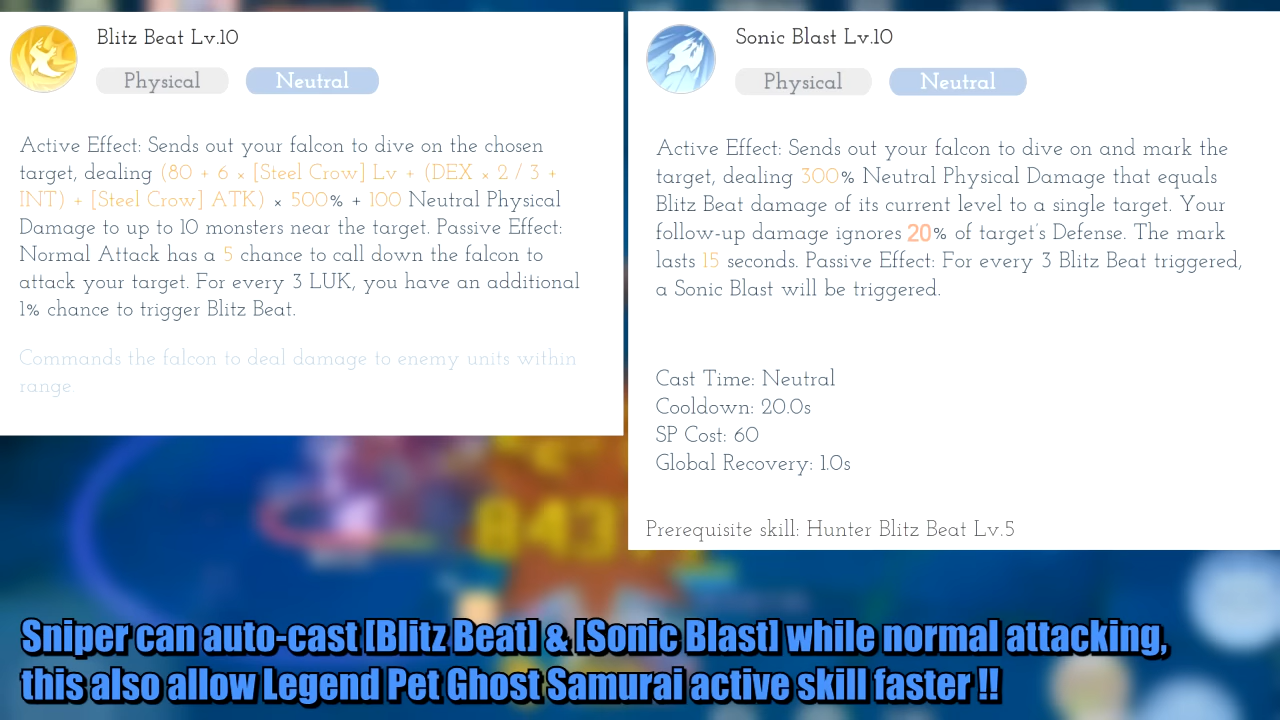 Blitz Beat Lv.10
Physical
Neutral
Active Effect: Sends out your falcon to dive on the chosen
target, dealing (80 + 6 × [Steel Crow] Lv + (DEX × 2 / 3 +
INT) + [Steel Crow] ATK) × 500% + 100 Neutral Physical
Damage to up to 10 monsters near the target. Passive Effect:
Normal Attack has a 5 chance to call down the falcon to
attack your target. For every 3 LUK, you have an additional
1% chance to trigger Blitz Beat.
Commands the falcon to deal damage to enemy units within
range.
Sonic Blast Lv.10
Physical
Neutral
Active Effect: Sends out your falcon to dive on and mark the
target, dealing 300% Neutral Physical Damage that equals
Blitz Beat damage of its current level to a single target. Your
follow-up damage ignores 20% of target's Defense. The mark
lasts 15 seconds. Passive Effect: For every 3 Blitz Beat triggered,
a Sonic Blast will be triggered.
Cast Time: Neutral
Cooldown: 20.0s
SP Cost: 60
Global Recovery: 1.0s
Prerequisite skill: Hunter Blitz Beat Lv.5
Sniper can auto-cast [Blitz Beat] & [Sonic Blast] while normal attacking,
this also allow Legend Pet Ghost Samurai active skill faster !!